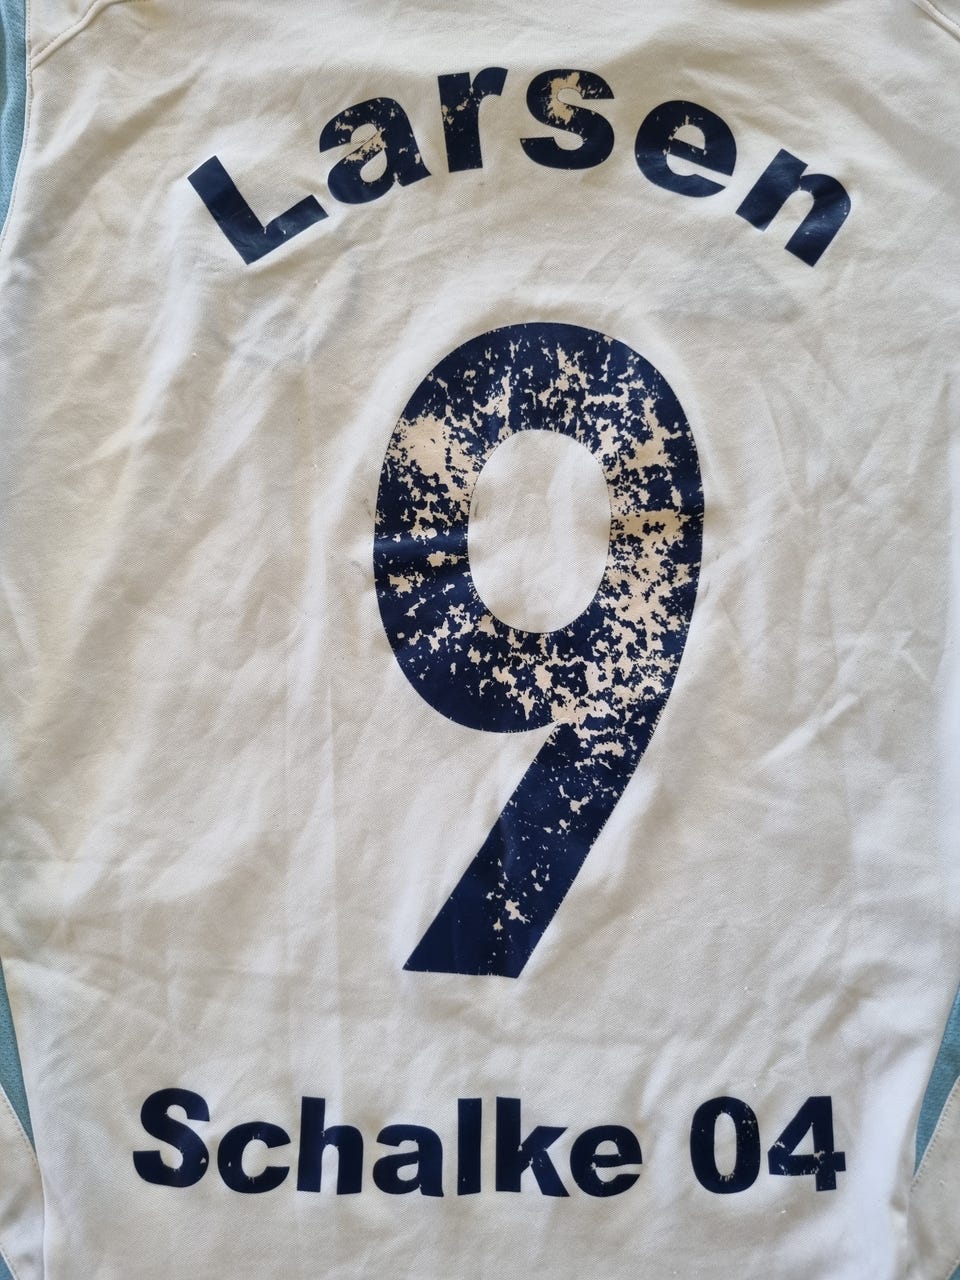 Larsen
9
Schalke 04